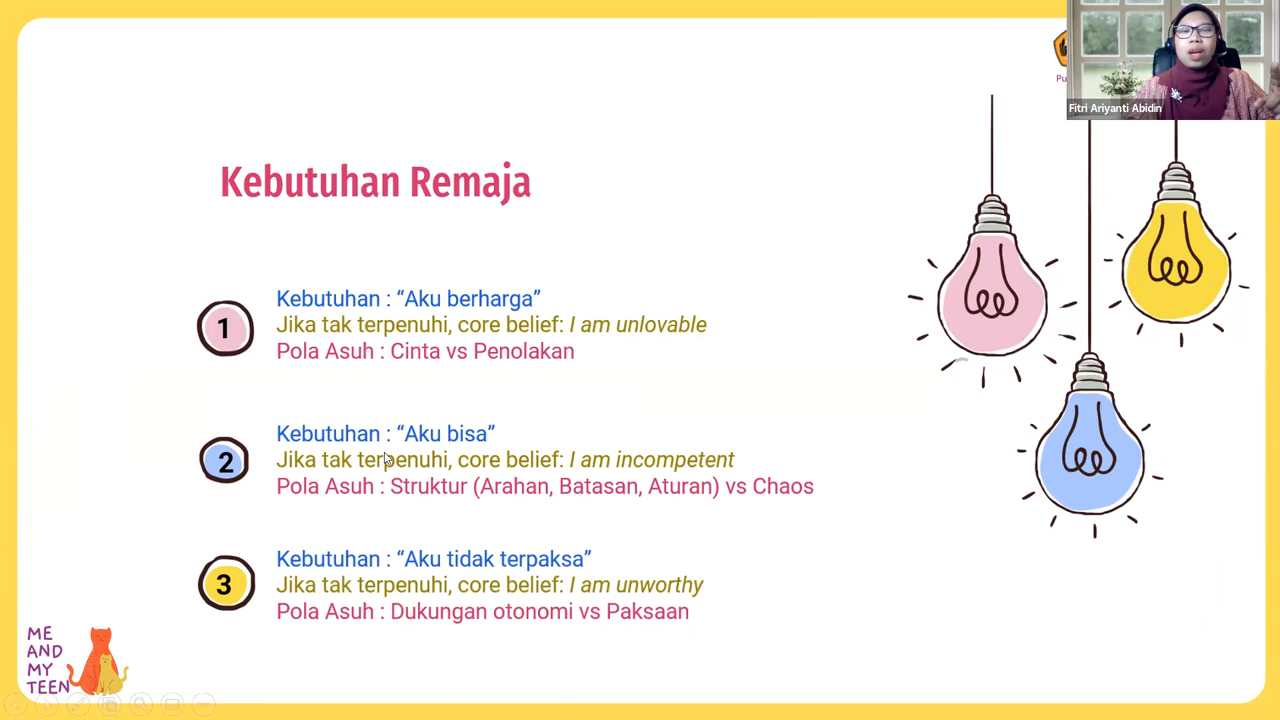 Fitri Ariyanti Abidin
Kebutuhan Remaja
1
Kebutuhan : “Aku berharga”
Jika tak terpenuhi, core belief: I am unlovable
Pola Asuh : Cinta vs Penolakan
2
Kebutuhan : “Aku bisa”
Jika tak terpenuhi, core belief: I am incompetent
Pola Asuh : Struktur (Arahan, Batasan, Aturan) vs Chaos
3
Kebutuhan : “Aku tidak terpaksa”
Jika tak terpenuhi, core belief: I am unworthy
Pola Asuh : Dukungan otonomi vs Paksaan
ME
AND
MY
TEEN